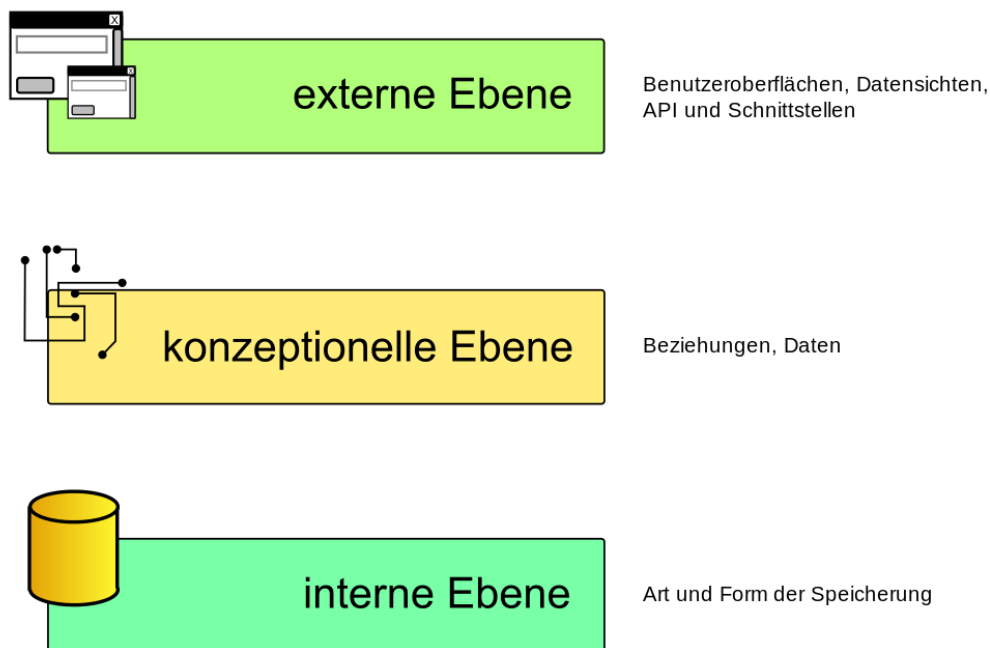 externe Ebene
Benutzeroberflächen, Datensichten,
API und Schnittstellen
konzeptionelle Ebene
Beziehungen, Daten
interne Ebene
Art und Form der Speicherung